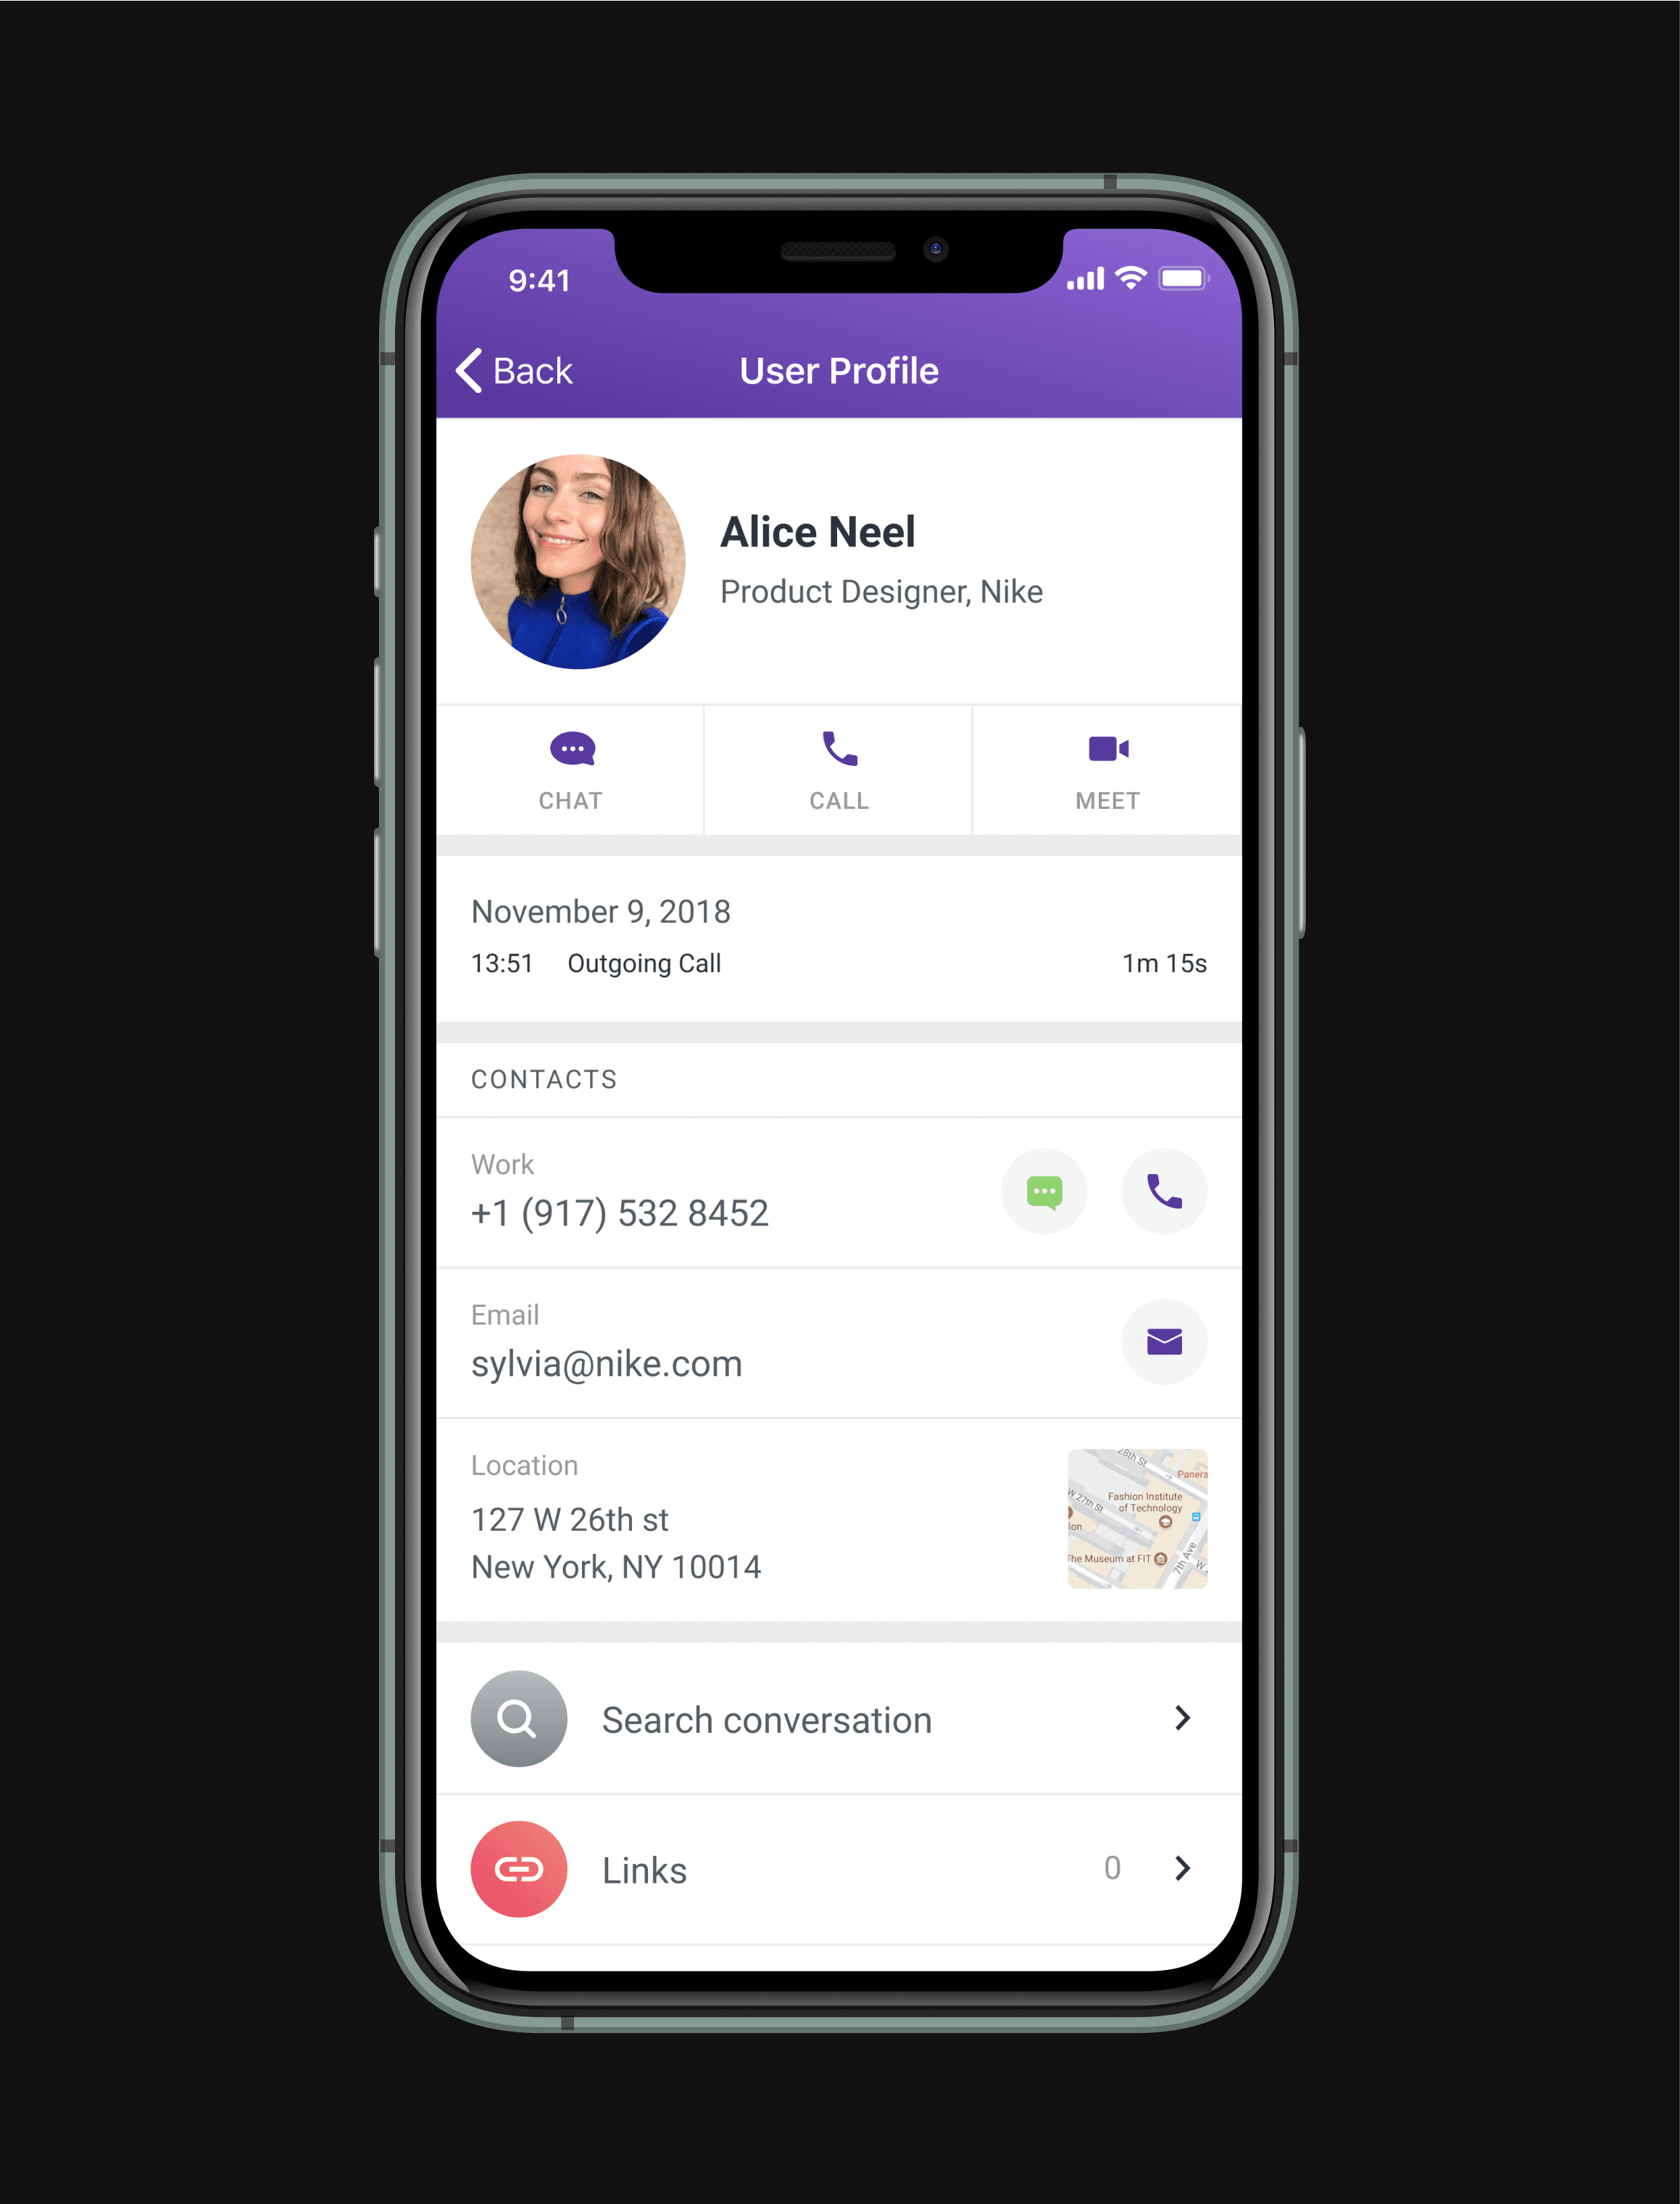 9:41
Back
User Profile
Alice Neel
Product Designer, Nike
CHAT
CALL
MEET
November 9, 2018
13:51 Outgoing Call 1m 15s
CONTACTS
Work
+1 (917) 532 8452
Email
sylvia@nike.com
Location
127 W 26th st
New York, NY 10014
28th St
Panera
W 27th St
Fashion Institute
of Technology
lon
The Museum at FIT
7th Ave
W
Search conversation
Links 0